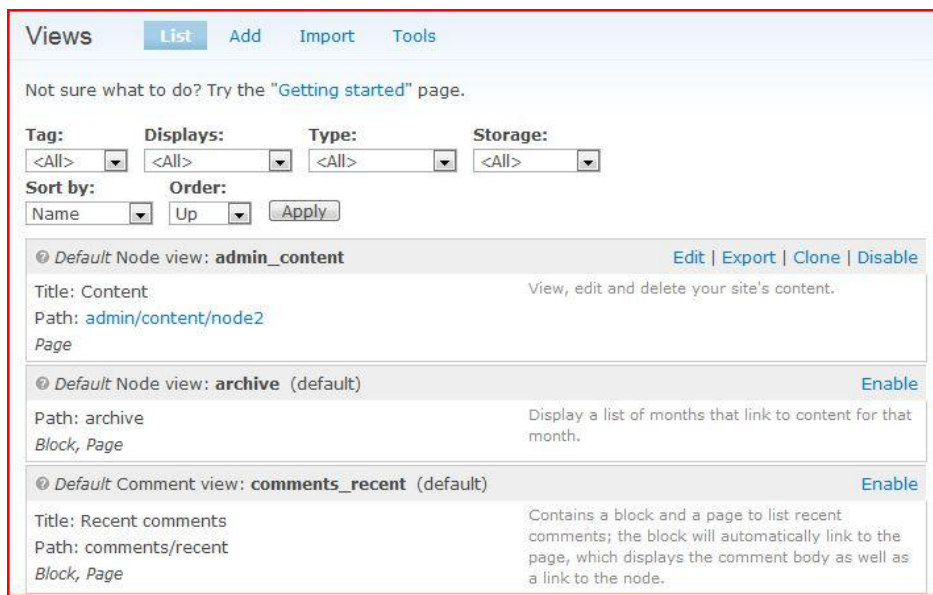 Views List Add Import Tools
Not sure what to do? Try the "Getting started" page.
Tag: Displays: Type: Storage:
<All> <All> <All> <All>
Sort by: Order:
Name Up Apply
Default Node view: admin_content Edit | Export | Clone | Disable
Title: Content View, edit and delete your site's content.
Path: admin/content/node2
Page
Default Node view: archive (default) Enable
Path: archive Display a list of months that link to content for that
month.
Block, Page
Default Comment view: comments_recent (default) Enable
Title: Recent comments
Path: comments/recent
Block, Page
Contains a block and a page to list recent
comments; the block will automatically link to the
page, which displays the comment body as well as
a link to the node.